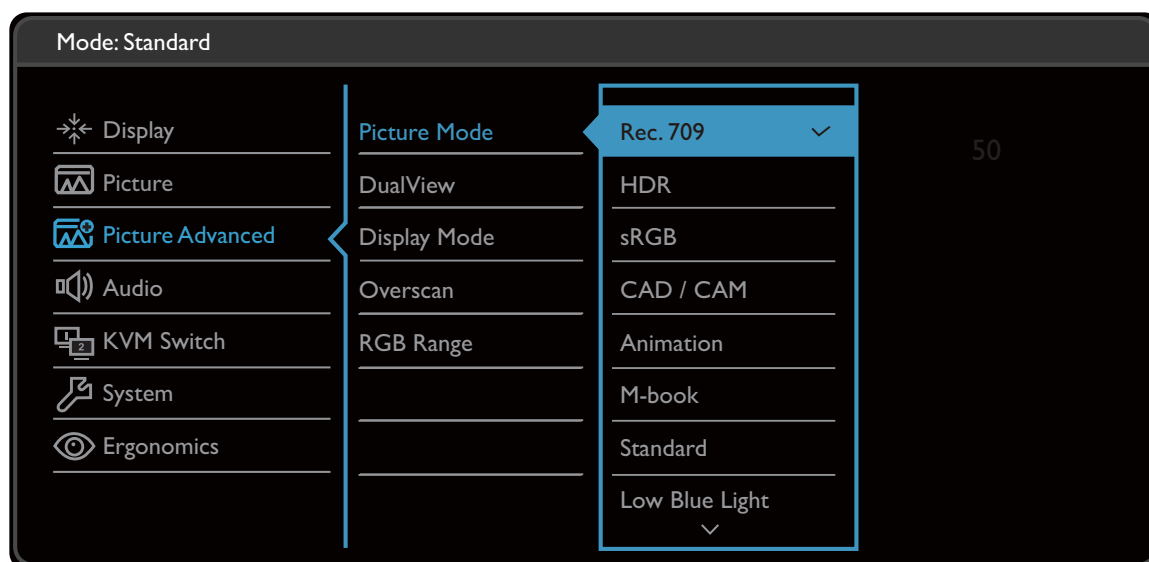 Mode: Standard
Display
Picture
Picture Advanced
Audio
KVM Switch
2
System
Ergonomics
Picture Mode
DualView
Display Mode
Overscan
RGB Range
Rec. 709
HDR
sRGB
CAD / CAM
Animation
M-book
Standard
Low Blue Light
50